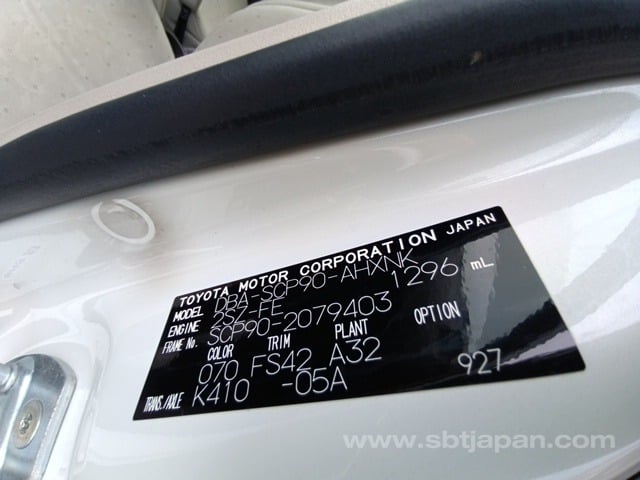 TOYOTA MOTOR CORPORATION JAPAN
MODEL DBA-SCP90-AHXNK
ENGINE 2SZ-FE 1296 mL
FRAME No. SCP90-2079403
COLOR TRIM PLANT OPTION
070 FS42 A32
TRANS./AXLE K410 -05A 927
www.sbtjapan.com